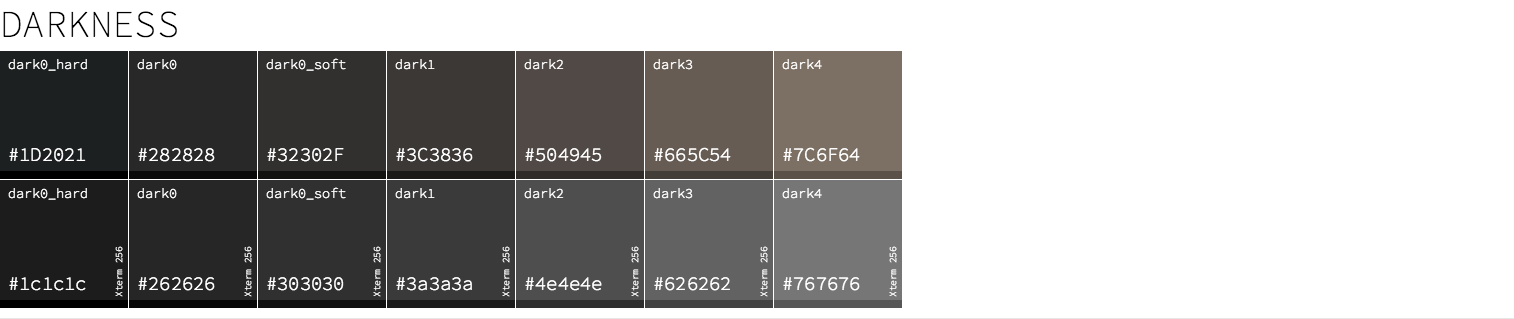 DARKNESS
dark0_hard dark0 dark0_soft dark1 dark2 dark3 dark4
#1D2021 #282828 #32302F #3C3836 #504945 #665C54 #7C6F64
dark0_hard dark0 dark0_soft dark1 dark2 dark3 dark4
Xterm 256 Xterm 256 Xterm 256 Xterm 256 Xterm 256 Xterm 256 Xterm 256
#1c1c1c #262626 #303030 #3a3a3a #4e4e4e #626262 #767676